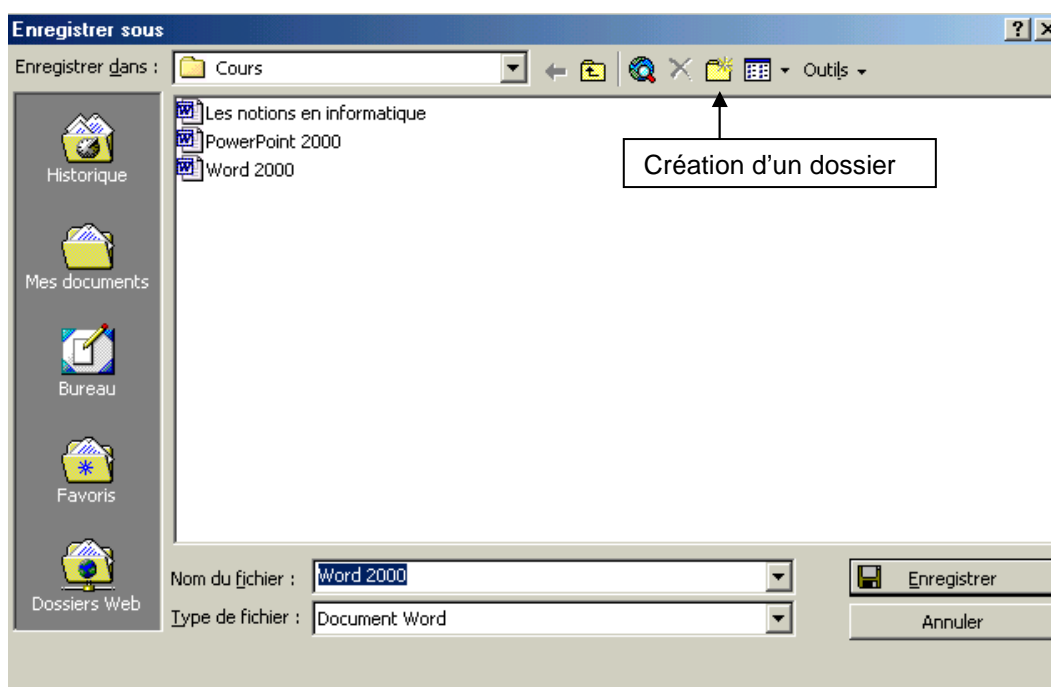 Enregistrer sous
Enregistrer dans :
Cours
Outils
Historique
Mes documents
Bureau
Favoris
Dossiers Web
Les notions en informatique
PowerPoint 2000
Word 2000
Création d’un dossier
Nom du fichier :
Word 2000
Enregistrer
Type de fichier :
Document Word
Annuler